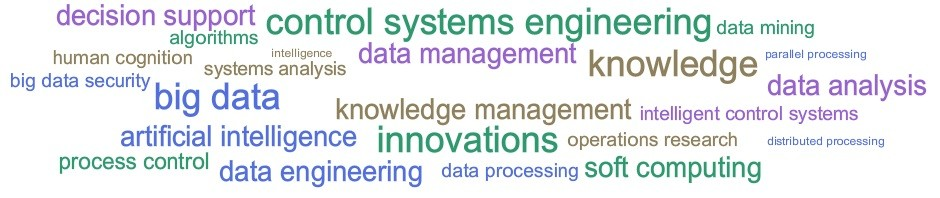 decision support
control systems engineering
data mining
algorithms
human cognition
intelligence
data management
knowledge
parallel processing
systems analysis
big data security
big data
data analysis
knowledge management
intelligent control systems
artificial intelligence
innovations
operations research
distributed processing
process control
data engineering
data processing
soft computing